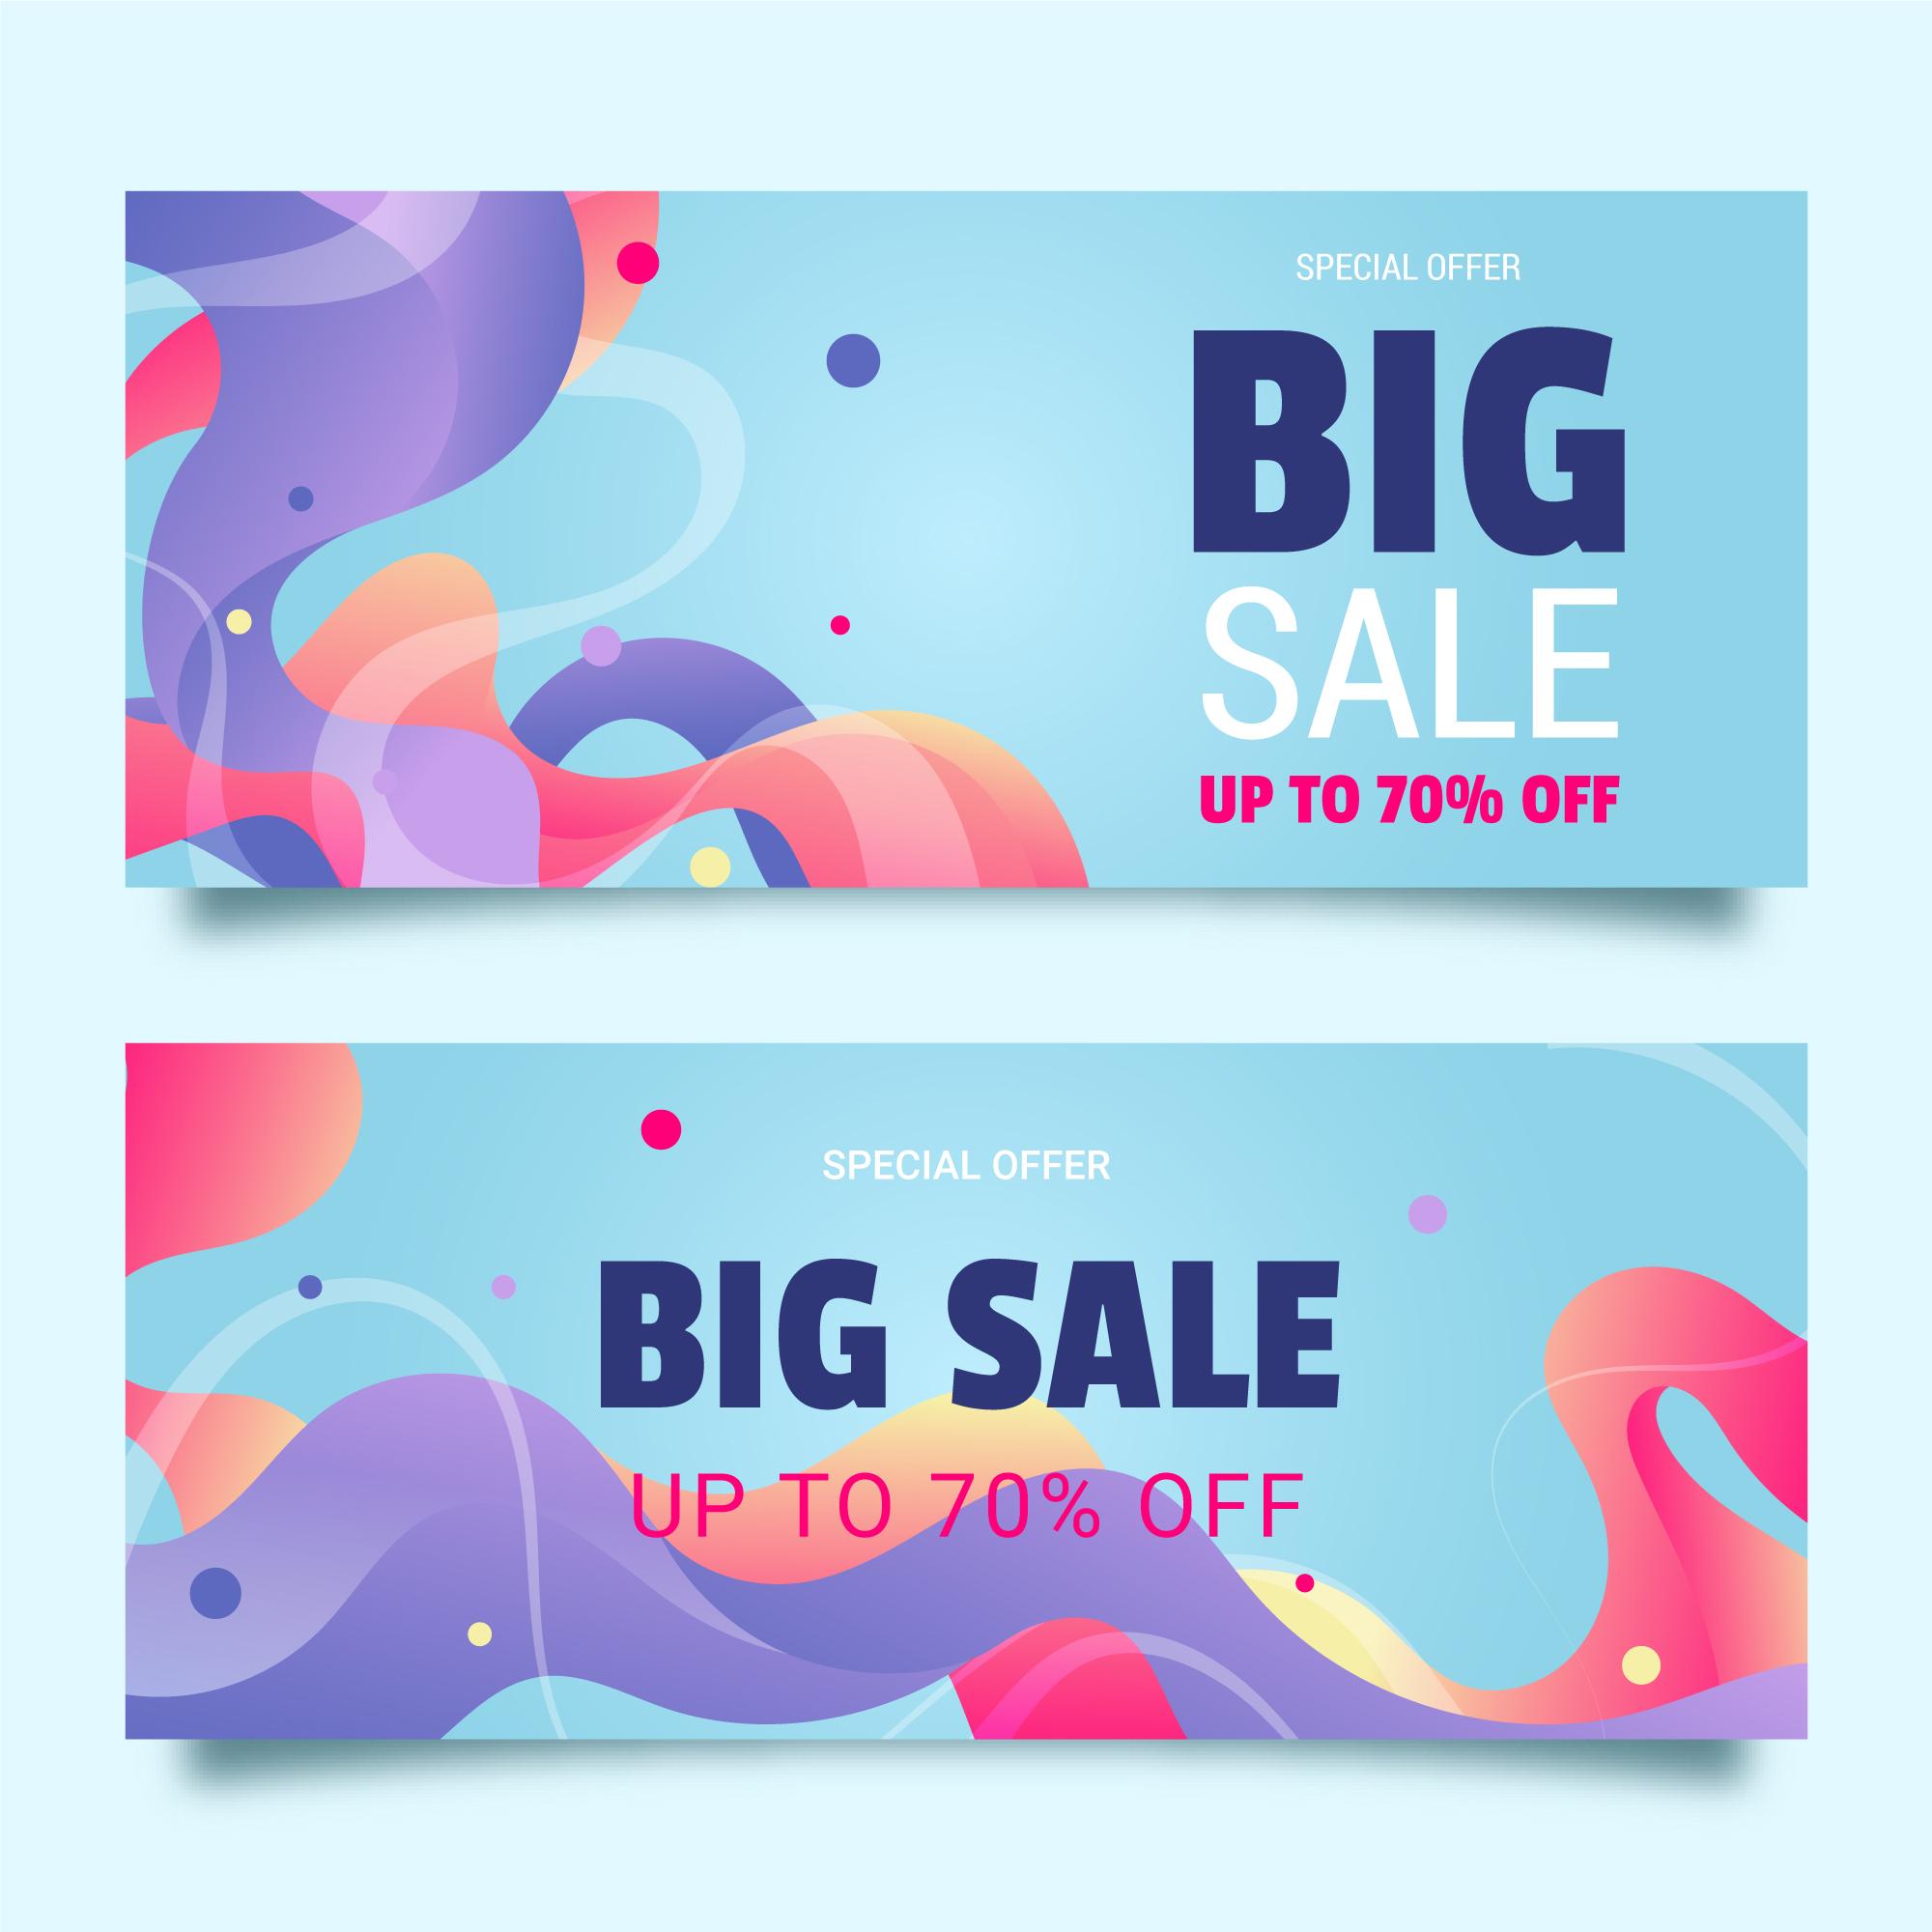 SPECIAL OFFER
BIG
SALE
UP TO 70% OFF
SPECIAL OFFER
BIG SALE
UP TO 70% OFF